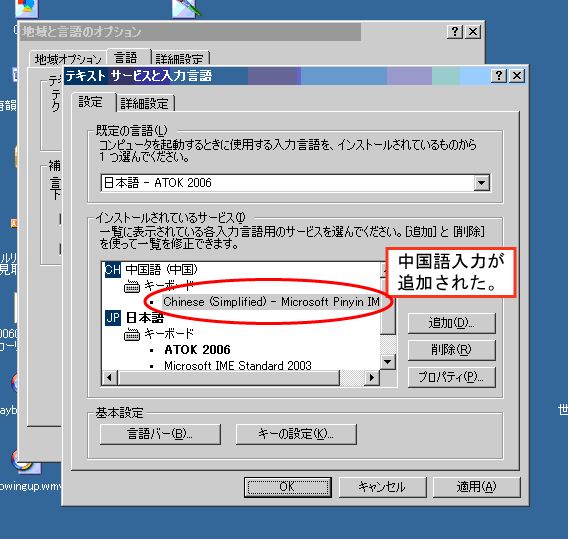 地域と言語のオプション
地域オプション 言語 詳細設定
テキスト サービスと入力言語
設定 詳細設定
既定の言語(L)
コンピュータを起動するときに使用する入力言語を、インストールされているものから
1 つ選んでください。
日本語 - ATOK 2006
インストールされているサービス(I)
一覧に表示されている各入力言語用のサービスを選んでください。[追加] と [削除]
を使って一覧を修正できます。
CH 中国語 (中国)
キーボード
• Chinese (Simplified) - Microsoft Pinyin IM
JP 日本語
キーボード
• ATOK 2006
• Microsoft IME Standard 2003
中国語入力が
追加された。
追加(D)...
削除(R)
プロパティ(P)...
基本設定
言語バー(B)...
キーの設定(K)...
OK
キャンセル
適用(A)
owingup.wmv